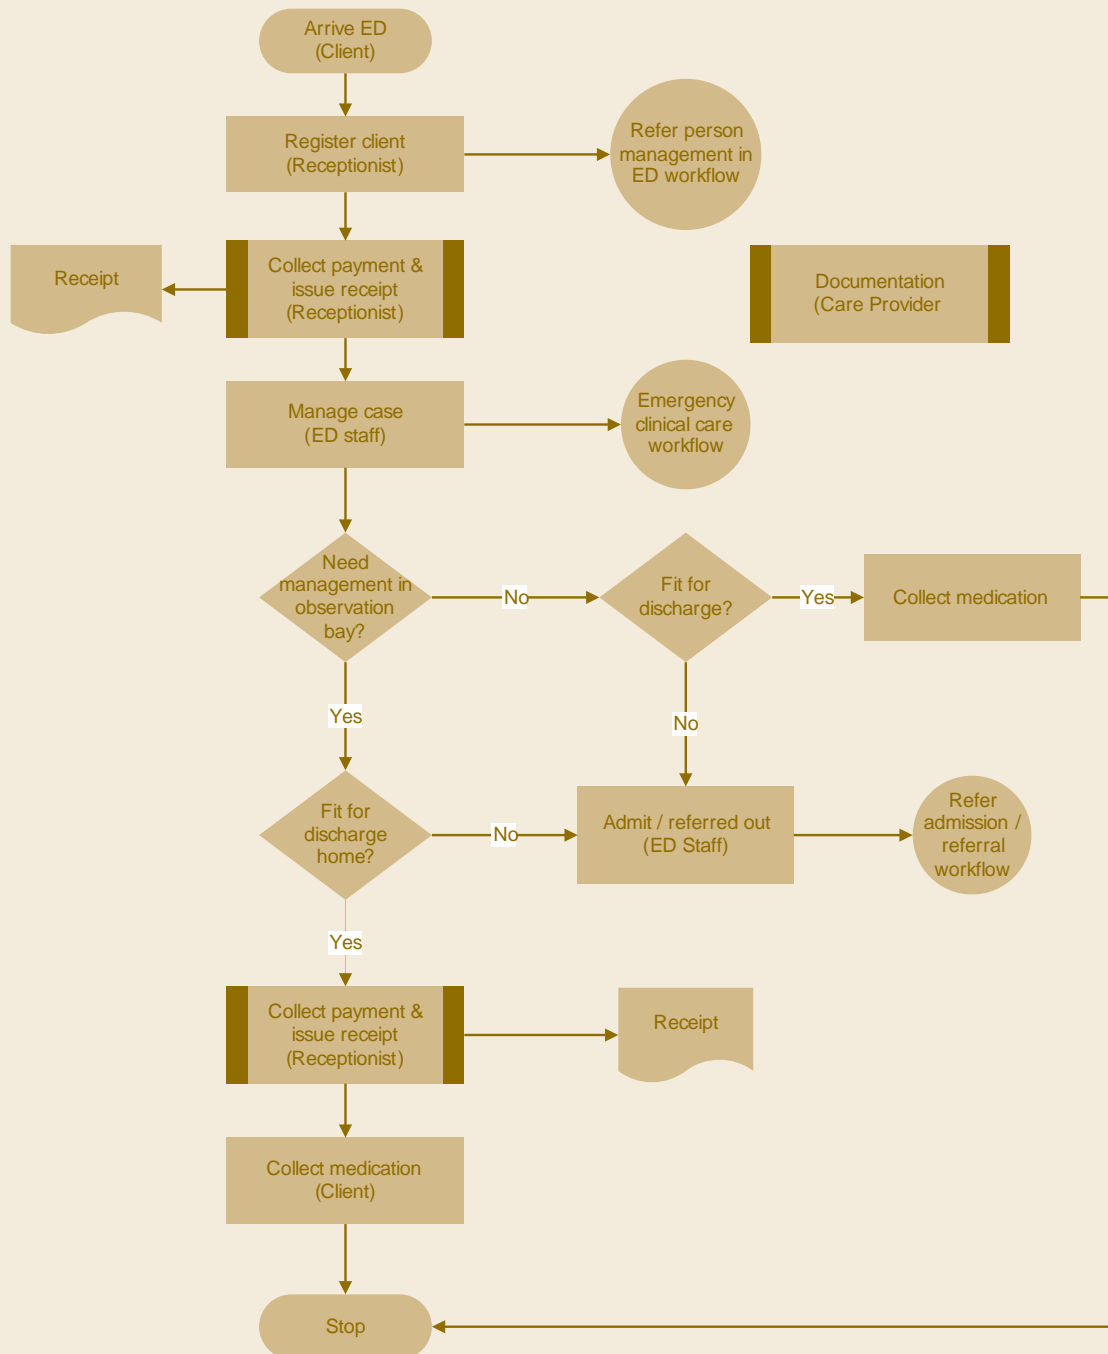 Arrive ED
(Client)
Register client
(Receptionist)
Refer person
management in
ED workflow
Receipt
Collect payment &
issue receipt
(Receptionist)
Documentation
(Care Provider
Manage case
(ED staff)
Emergency
clinical care
workflow
Need
management in
observation
bay?
No
Fit for
discharge?
Yes
Collect medication
Yes
No
Fit for
discharge
home?
No
Admit / referred out
(ED Staff)
Refer
admission /
referral
workflow
Yes
Collect payment &
issue receipt
(Receptionist)
Receipt
Collect medication
(Client)
Stop